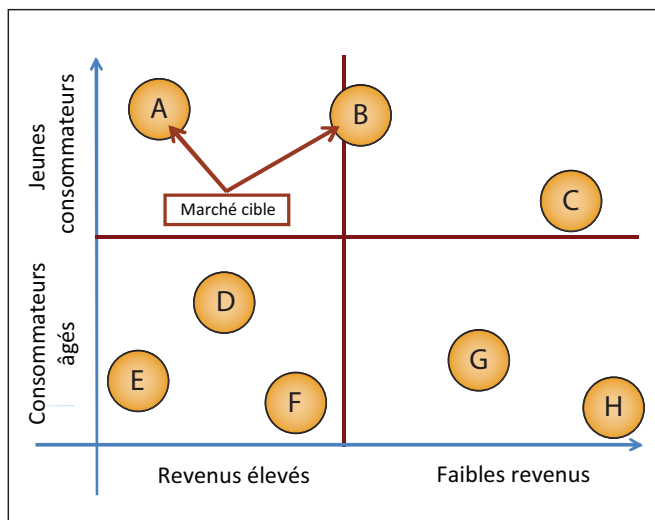 Jeunes
consommateurs
A
B
Marché cible
C
Consommateurs
âgés
D
E
F
G
H
Revenus élevés
Faibles revenus